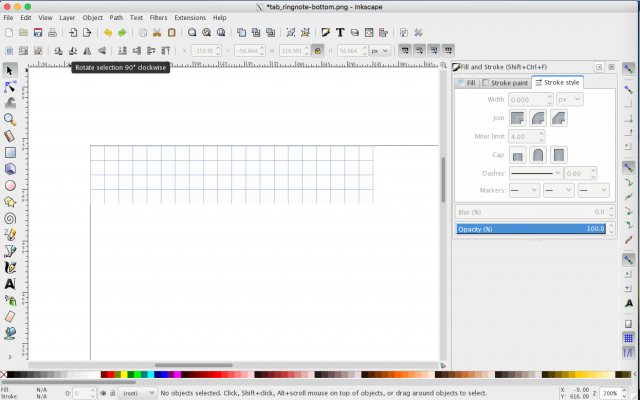 *tab_ringnote-bottom.png - Inkscape
File Edit View Layer Object Path Text Filters Extensions Help
X: -159.95 Y: -56.664 W: 319.901 H: 56.664 px
Rotate selection 90° clockwise
Fill and Stroke (Shift+Ctrl+F)
Fill Stroke paint Stroke style
Width: 0.000 px
Join:
Miter limit: 4.00
Cap:
Dashes: 0.00
Markers:
Blur (%) 0.0
Opacity (%) 100.0
Fill: N/A
Stroke: N/A
O: 0
(root)
No objects selected. Click, Shift+click, Alt+scroll mouse on top of objects, or drag around objects to select.
X: -9.00
Y: 616.00
Z: 200%